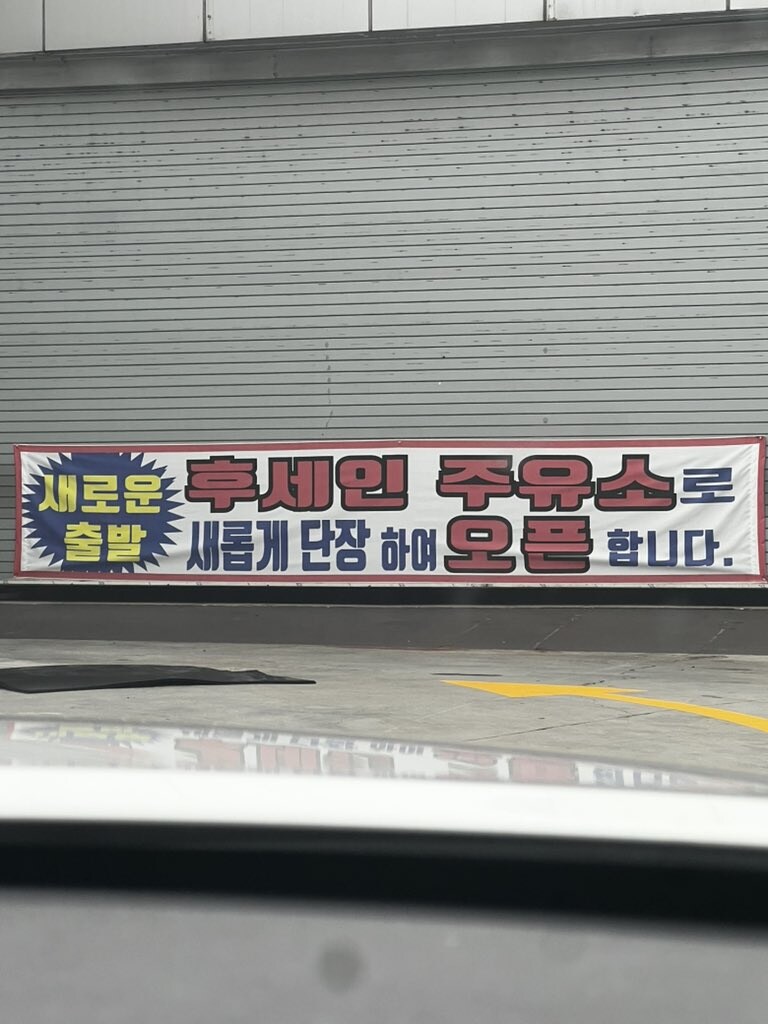 새로운
출발
후세인 주유소로
새롭게 단장 하여 오픈 합니다.